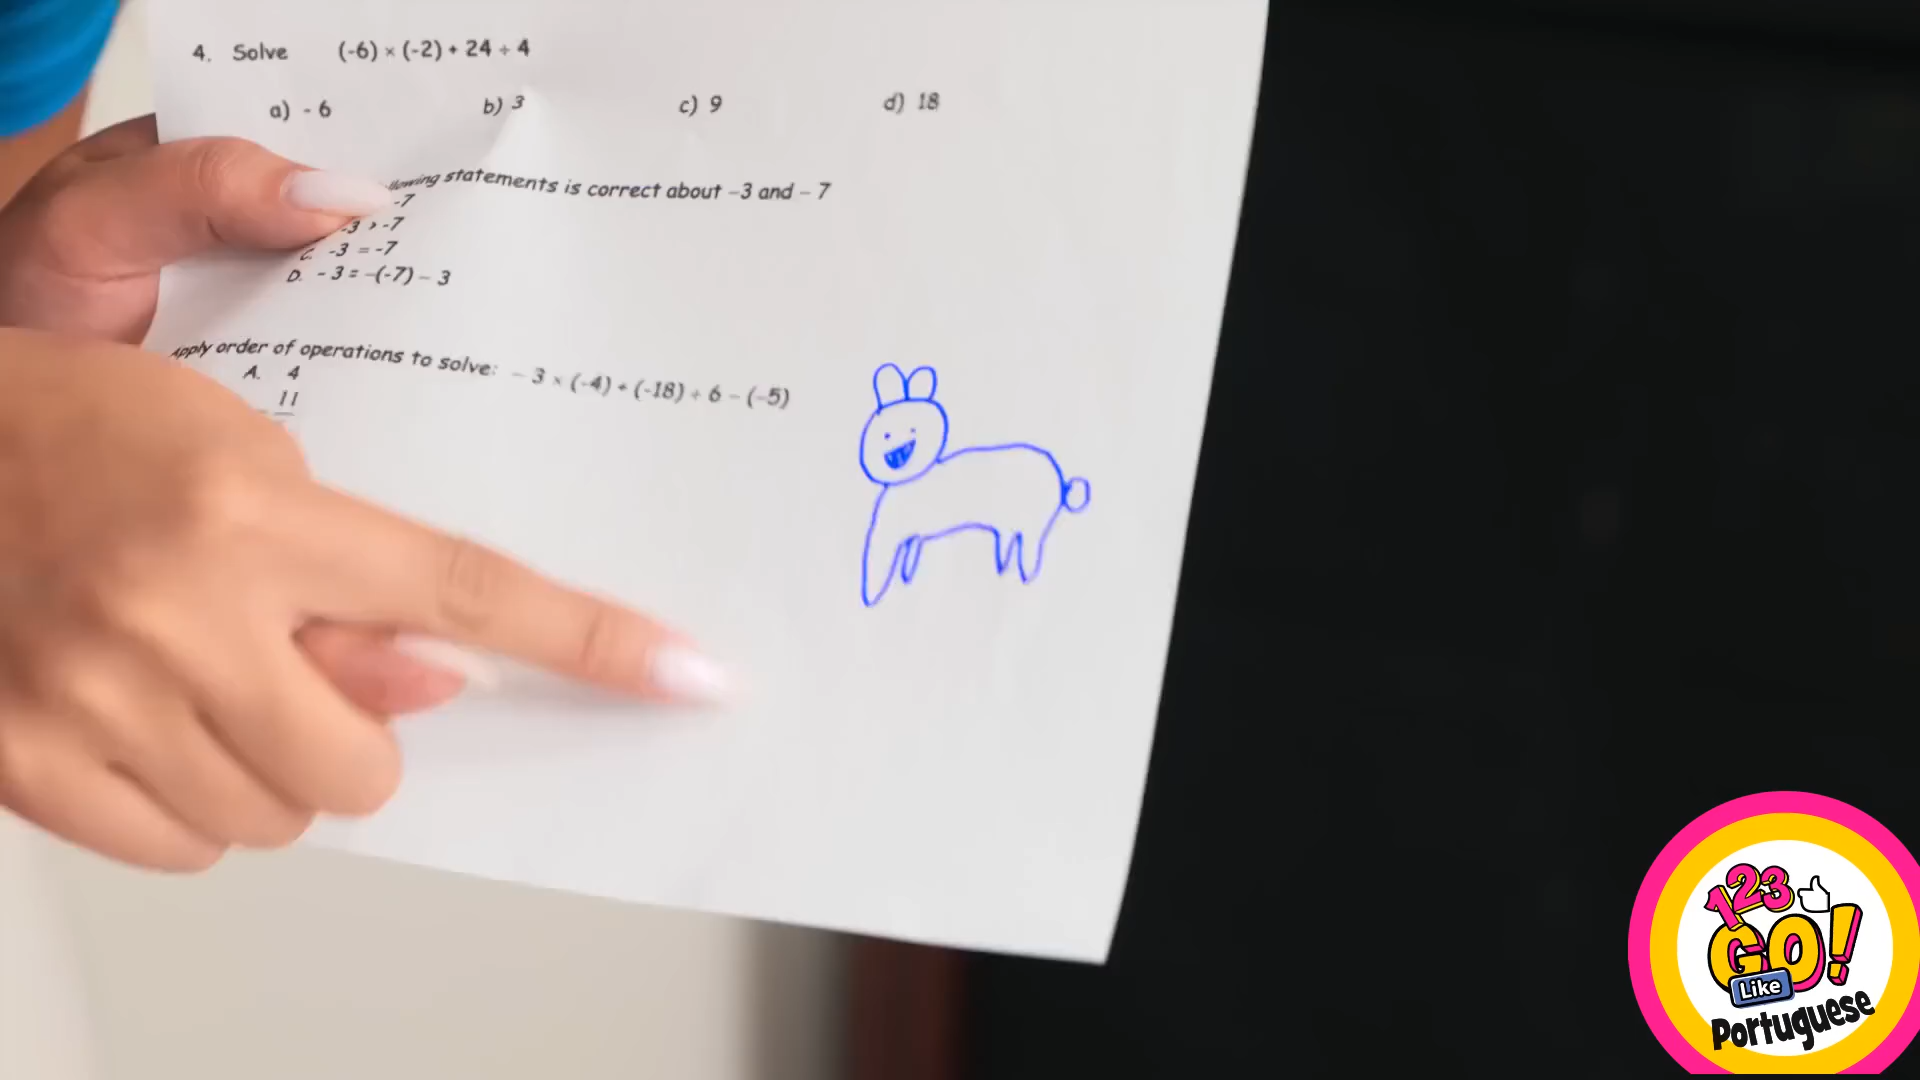 4. Solve (-6) × (-2) + 24 ÷ 4
a) - 6 b) 3 c) 9 d) 18
statements is correct about -3 and - 7
-7
-3 > -7
C. -3 = -7
D. - 3 = -(-7) - 3
Apply order of operations to solve: - 3 × (-4) + (-18) ÷ 6 - (-5)
A. 4
11
123
GO!
Like
Portuguese